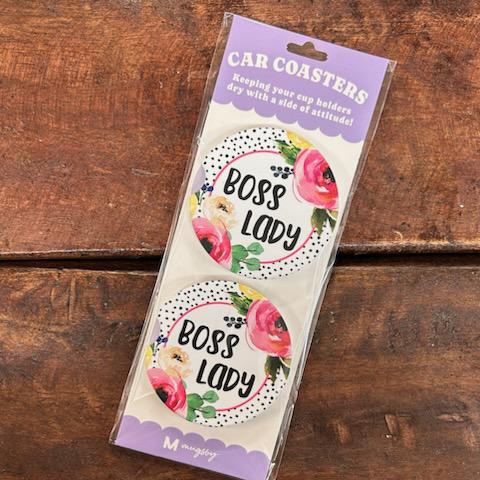 CAR COASTERS
Keeping your cup holders
dry with a side of attitude!
BOSS
LADY
BOSS
LADY
M mugsby